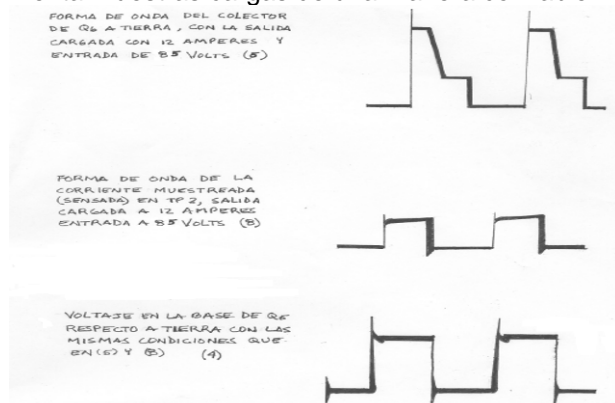 FORMA DE ONDA DEL COLECTOR
DE Q6 A TIERRA, CON LA SALIDA
CARGADA CON 12 AMPERES Y
ENTRADA DE 85 VOLTS (5)
FORMA DE ONDA DE LA
CORRIENTE MUESTREADA
(SENSADA) EN TP2, SALIDA
CARGADA A 12 AMPERES
ENTRADA A 85 VOLTS (8)
VOLTAJE EN LA BASE DE Q6
RESPECTO A TIERRA CON LAS
MISMAS CONDICIONES QUE
EN (5) Y (8) (4)